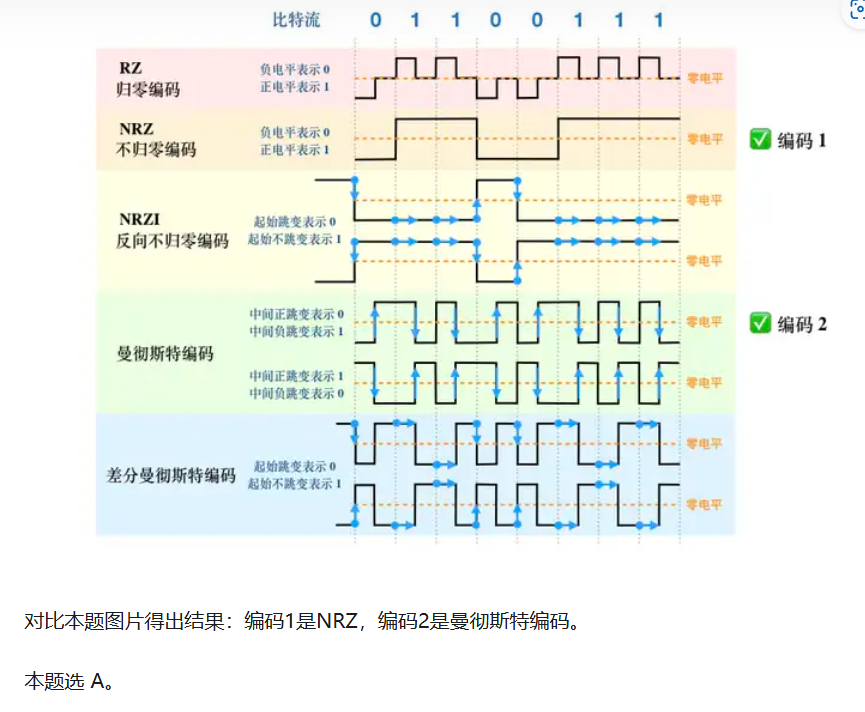 比特流 0 1 1 0 0 1 1 1
RZ
归零编码
负电平表示 0
正电平表示 1
零电平
NRZ
不归零编码
负电平表示 0
正电平表示 1
零电平
✅ 编码 1
NRZI
反向不归零编码
起始跳变表示 0
起始不跳变表示 1
零电平
零电平
曼彻斯特编码
中间正跳变表示 0
中间负跳变表示 1
零电平
✅ 编码 2
中间正跳变表示 1
中间负跳变表示 0
零电平
差分曼彻斯特编码
起始跳变表示 0
起始不跳变表示 1
零电平
零电平
对比本题图片得出结果：编码1是NRZ，编码2是曼彻斯特编码。
本题选 A。